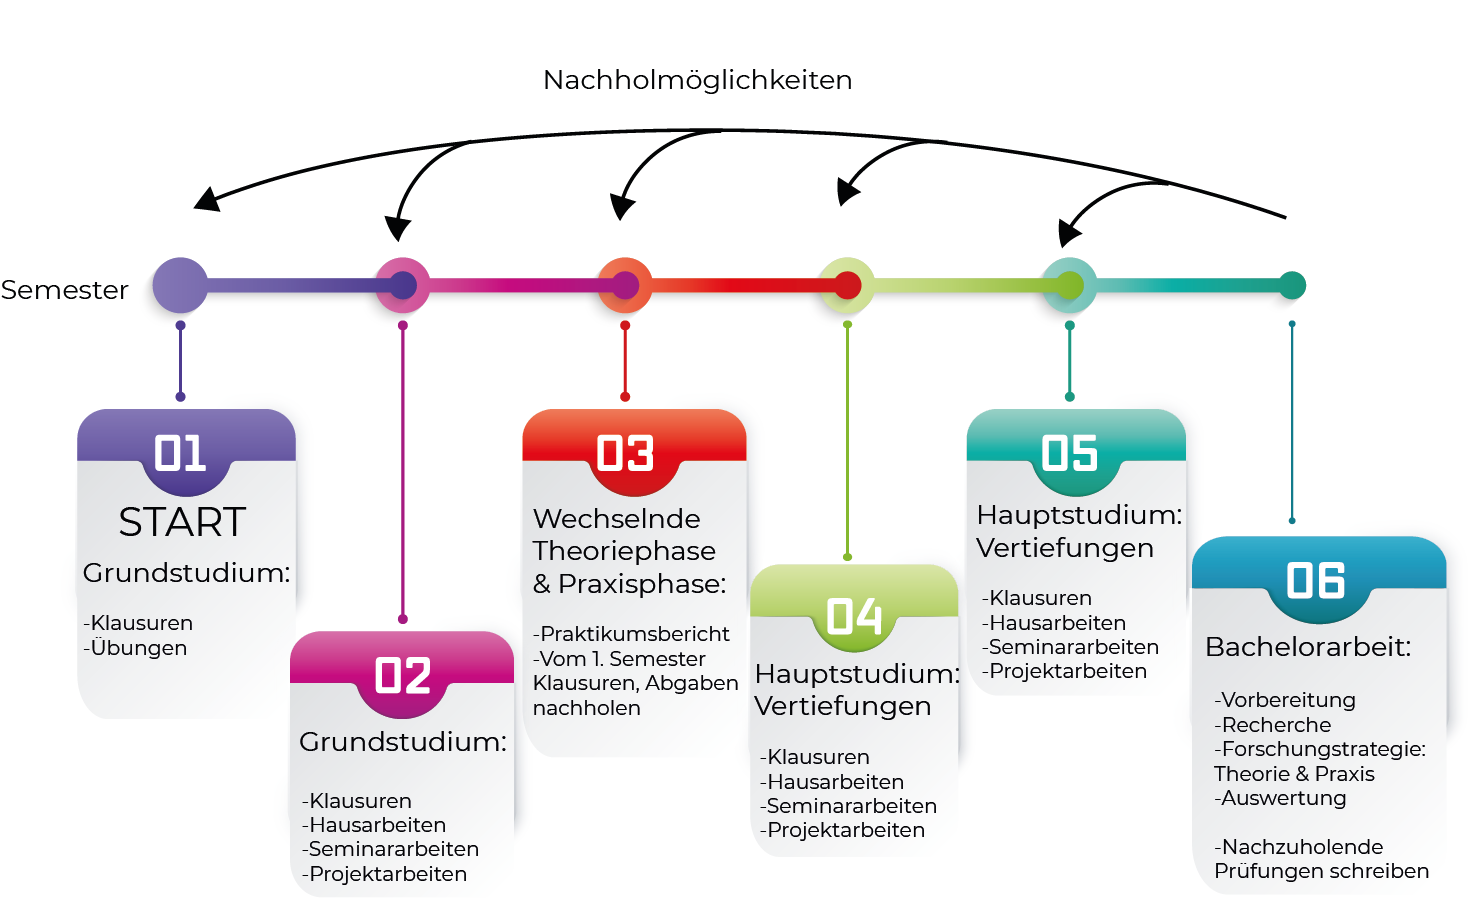 Nachholmöglichkeiten
Semester
01
START
Grundstudium:
-Klausuren
-Übungen
02
Grundstudium:
-Klausuren
-Hausarbeiten
-Seminararbeiten
-Projektarbeiten
03
Wechselnde
Theoriephase
& Praxisphase:
-Praktikumsbericht
-Vom 1. Semester
Klausuren, Abgaben
nachholen
04
Hauptstudium:
Vertiefungen
-Klausuren
-Hausarbeiten
-Seminararbeiten
-Projektarbeiten
05
Hauptstudium:
Vertiefungen
-Klausuren
-Hausarbeiten
-Seminararbeiten
-Projektarbeiten
06
Bachelorarbeit:
-Vorbereitung
-Recherche
-Forschungstrategie:
Theorie & Praxis
-Auswertung
-Nachzuholende
Prüfungen schreiben